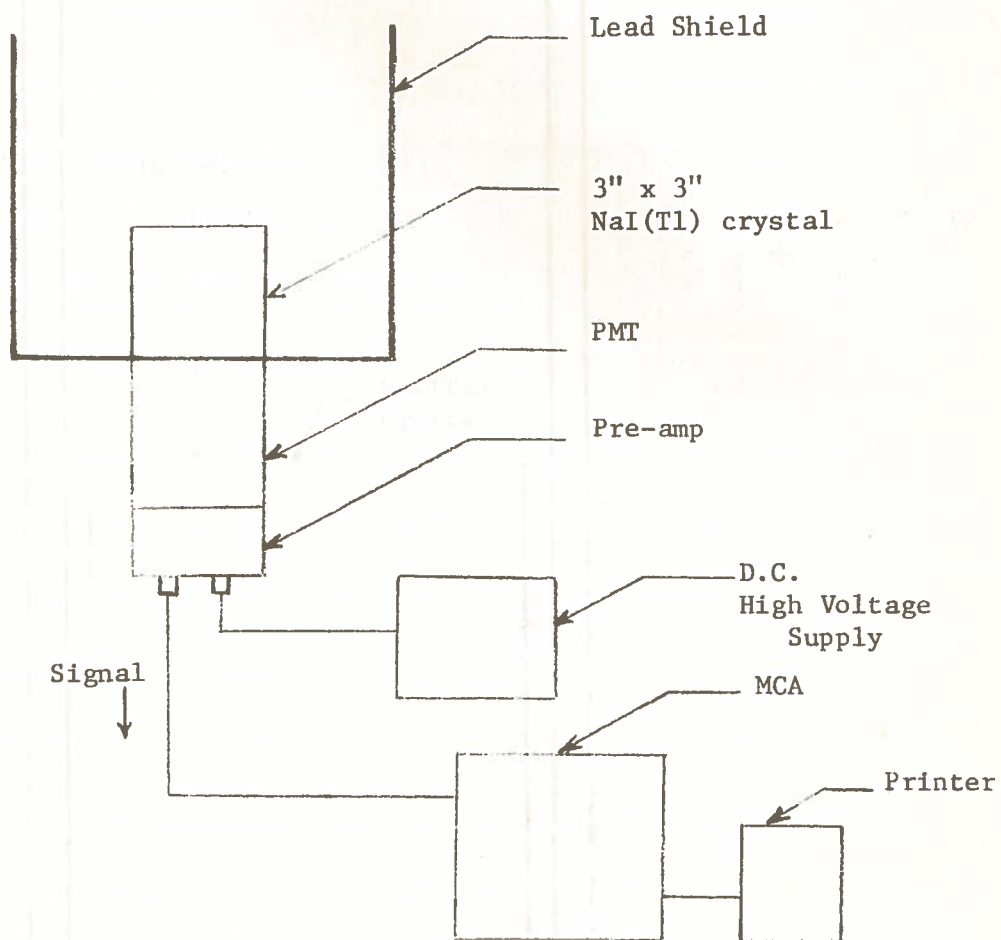 Lead Shield
3" x 3"
NaI(Tl) crystal
PMT
Pre-amp
D.C.
High Voltage
Supply
Signal
MCA
Printer